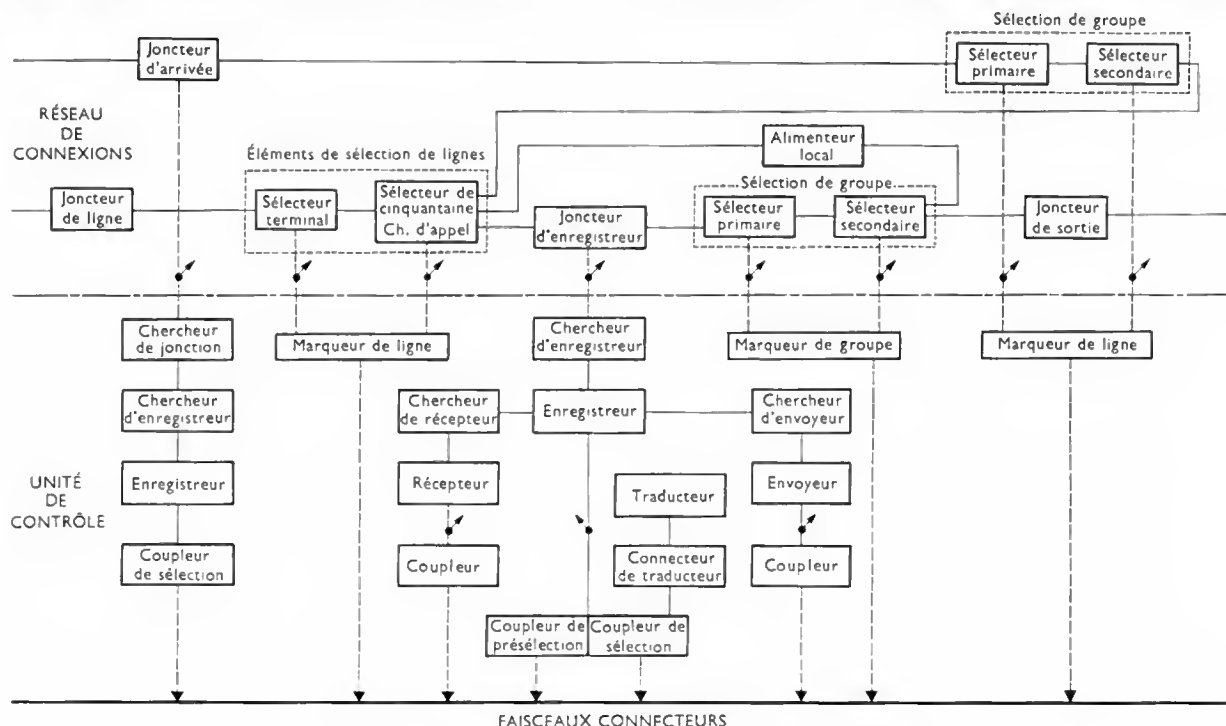 Sélection de groupe
Joncteur
d'arrivée
Sélecteur
primaire
Sélecteur
secondaire
RÉSEAU
DE
CONNEXIONS
Alimenteur
local
Éléments de sélection de lignes
Sélection de groupe
Joncteur
de ligne
Sélecteur
terminal
Sélecteur de
cinquantaine
Ch. d'appel
Joncteur
d'enregistreur
Sélecteur
primaire
Sélecteur
secondaire
Joncteur
de sortie
Chercheur
de jonction
Marqueur de ligne
Chercheur
d'enregistreur
Marqueur de groupe
Marqueur de ligne
Chercheur
d'enregistreur
Chercheur
de récepteur
Enregistreur
Chercheur
d'envoyeur
UNITÉ
DE
CONTRÔLE
Enregistreur
Récepteur
Traducteur
Envoyeur
Coupleur
de sélection
Coupleur
Connecteur
de traducteur
Coupleur
Coupleur de
présélection
Coupleur de
sélection
FAISCEAUX CONNECTEURS